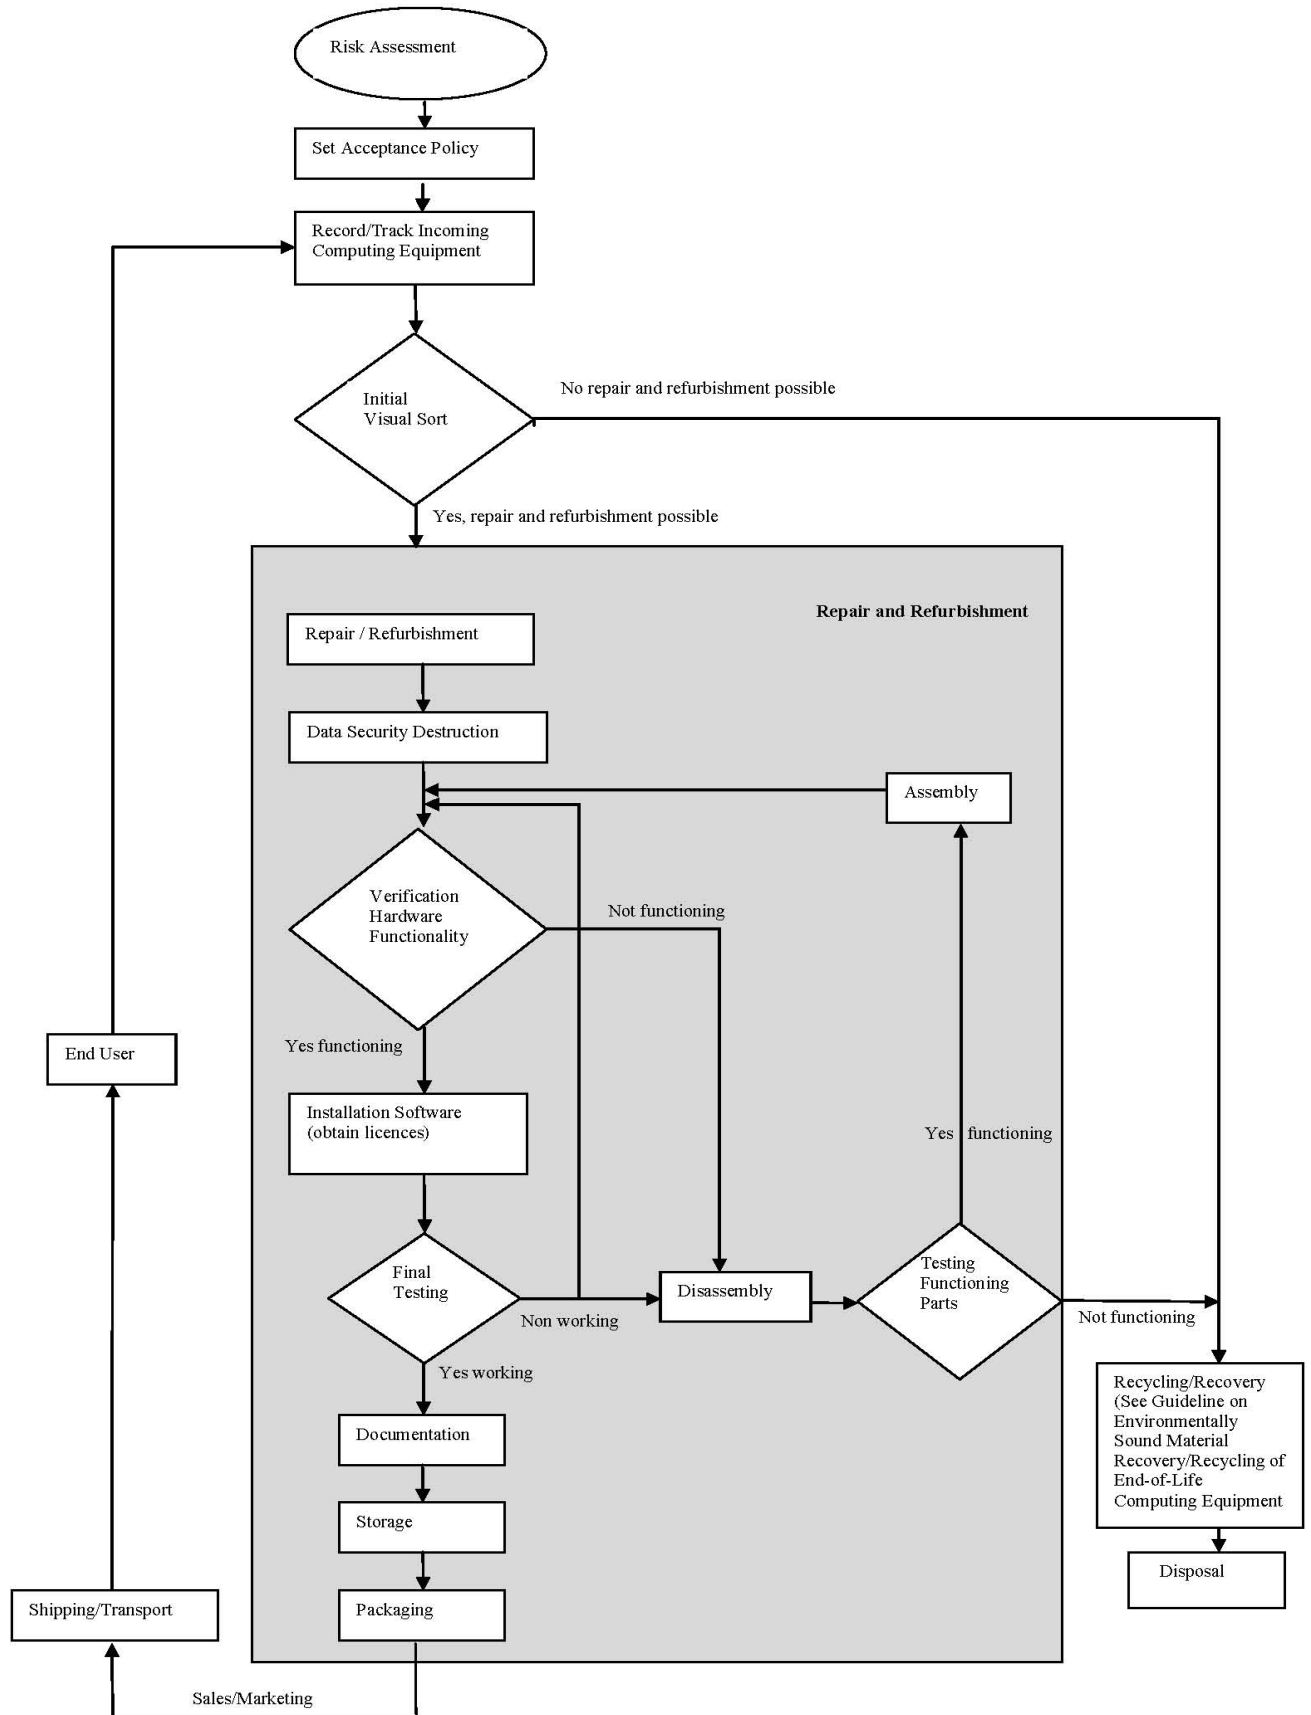 Risk Assessment
Set Acceptance Policy
Record/Track Incoming
Computing Equipment
No repair and refurbishment possible
Initial
Visual Sort
Yes, repair and refurbishment possible
Repair and Refurbishment
Repair / Refurbishment
Data Security Destruction
Assembly
Verification
Hardware
Functionality
Not functioning
Yes functioning
End User
Installation Software
(obtain licences)
Yes functioning
Final
Testing
Non working
Disassembly
Testing
Functioning
Parts
Not functioning
Yes working
Recycling/Recovery
(See Guideline on
Environmentally
Sound Material
Recovery/Recycling of
End-of-Life
Computing Equipment
Documentation
Storage
Disposal
Shipping/Transport
Packaging
Sales/Marketing